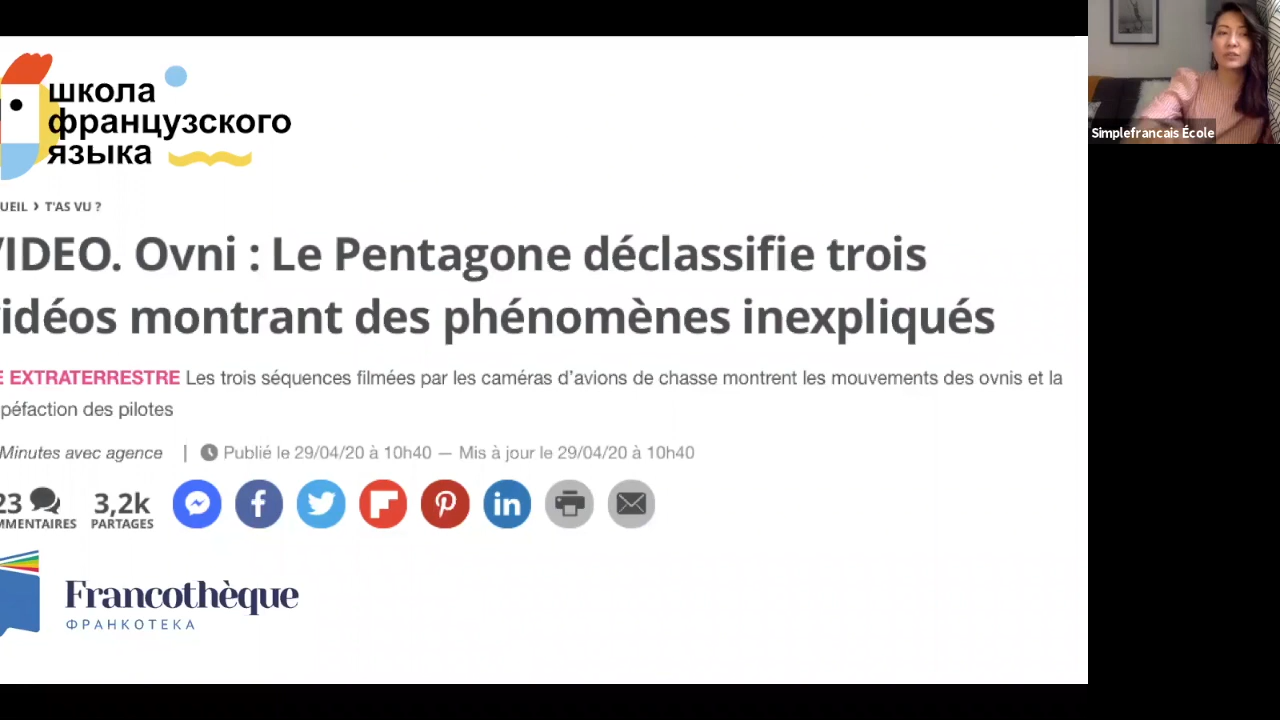 школа
французского
языка
UEIL › T'AS VU ?
VIDEO. Ovni : Le Pentagone déclassifie trois
vidéos montrant des phénomènes inexpliqués
E EXTRATERRESTRE Les trois séquences filmées par les caméras d'avions de chasse montrent les mouvements des ovnis et la
péfaction des pilotes
Minutes avec agence | Publié le 29/04/20 à 10h40 — Mis à jour le 29/04/20 à 10h40
23 3,2k
MMENTAIRES PARTAGES
Francothèque
ФРАНКОТЕКА
Simplefrancais École